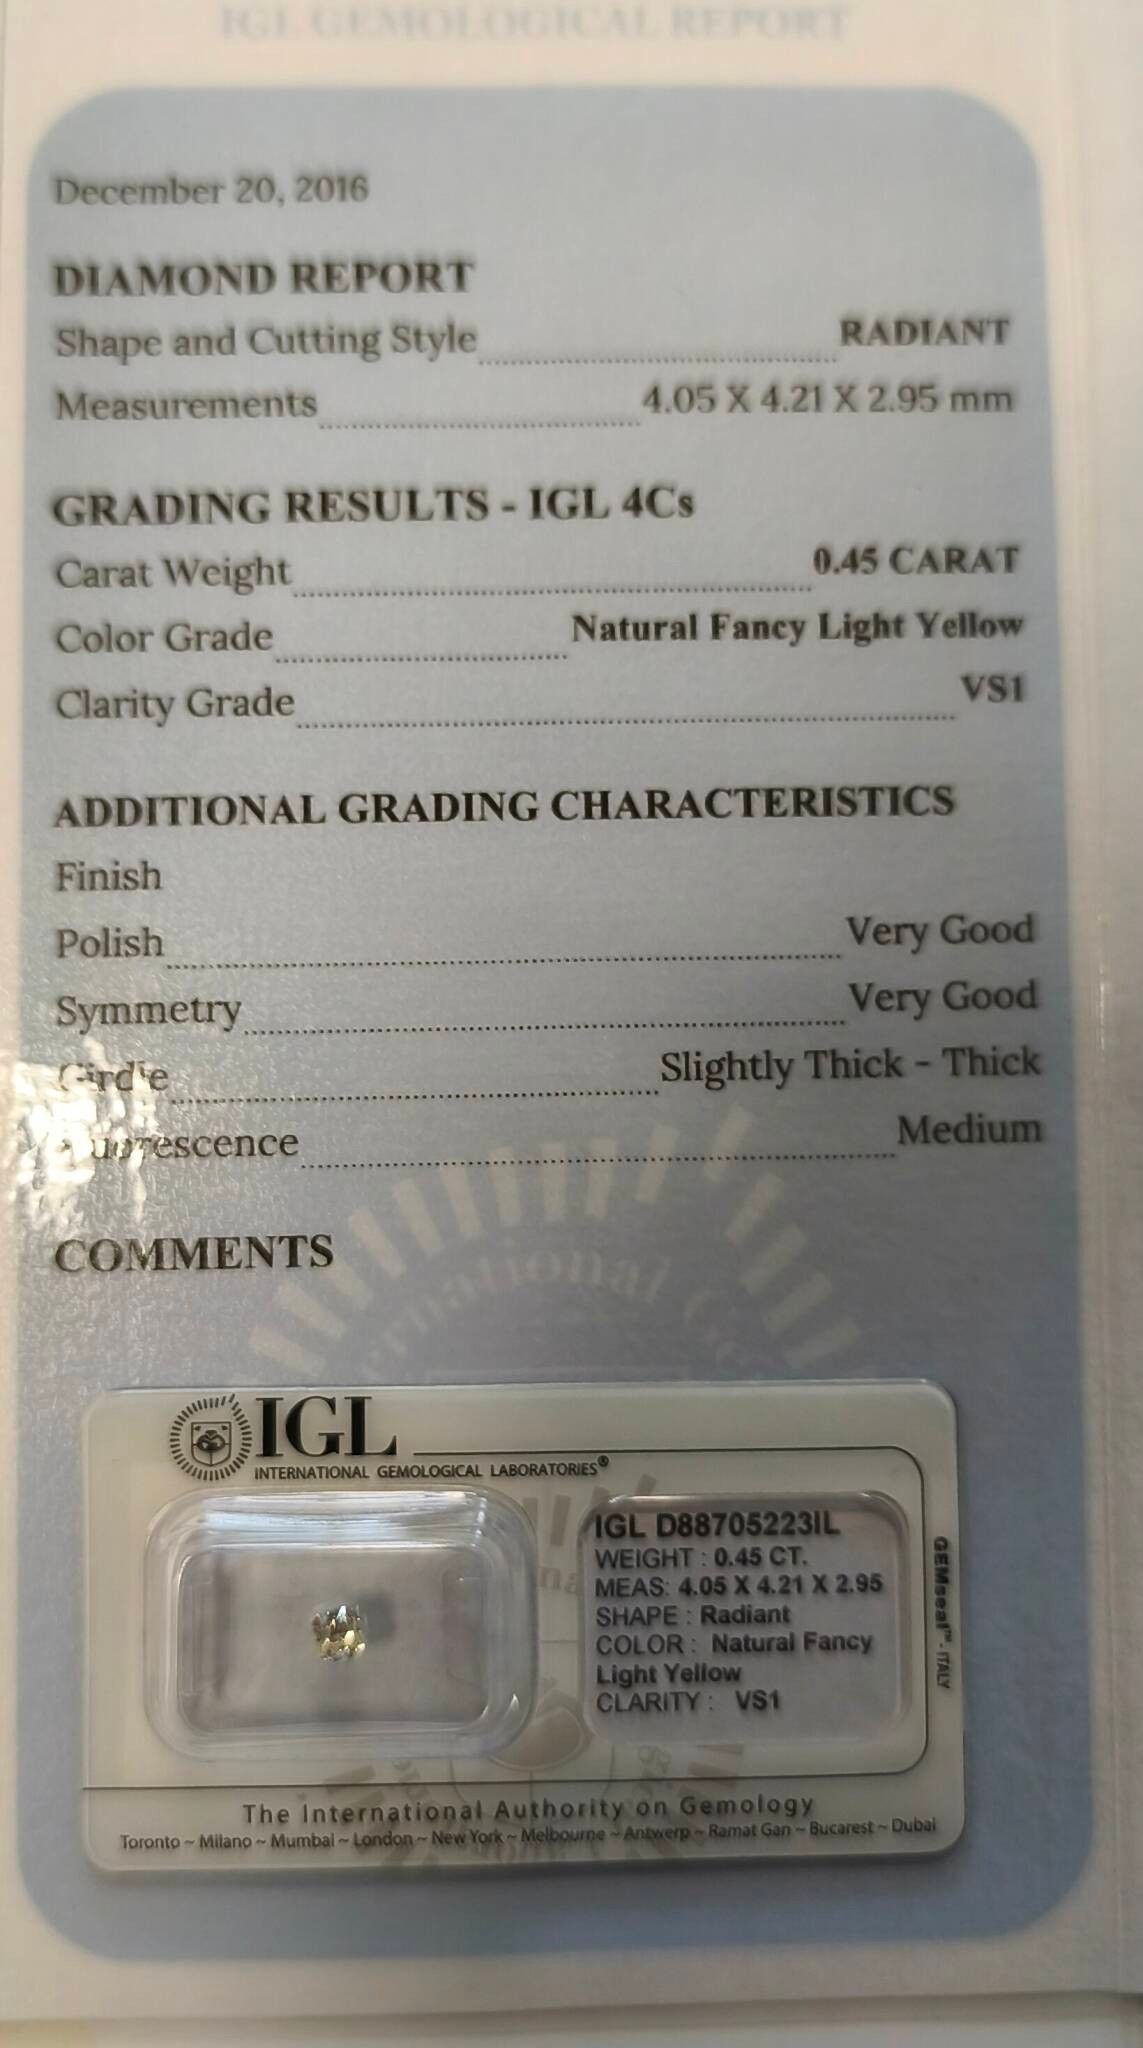 IGL GEMOLOGICAL REPORT
December 20, 2016
DIAMOND REPORT
Shape and Cutting Style RADIANT
Measurements 4.05 X 4.21 X 2.95 mm
GRADING RESULTS - IGL 4Cs
Carat Weight 0.45 CARAT
Color Grade Natural Fancy Light Yellow
Clarity Grade VS1
ADDITIONAL GRADING CHARACTERISTICS
Finish
Polish Very Good
Symmetry Very Good
Girdle Slightly Thick - Thick
Fluorescence Medium
COMMENTS
IGL
INTERNATIONAL GEMOLOGICAL LABORATORIES®
IGL D88705223IL
WEIGHT : 0.45 CT.
MEAS: 4.05 X 4.21 X 2.95
SHAPE : Radiant
COLOR : Natural Fancy
Light Yellow
CLARITY : VS1
GEMseal™ - ITALY
The International Authority on Gemology
Toronto ~ Milano ~ Mumbai ~ London ~ New York ~ Melbourne ~ Antwerp ~ Ramat Gan ~ Bucarest ~ Dubai